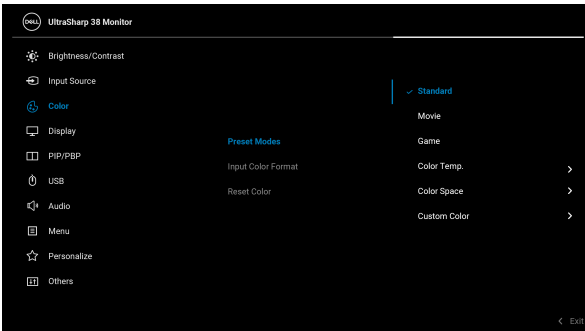 DELL UltraSharp 38 Monitor
Brightness/Contrast
Input Source
Color
Display
PIP/PBP
USB
Audio
Menu
Personalize
Others
Preset Modes
Input Color Format
Reset Color
Standard
Movie
Game
Color Temp.
Color Space
Custom Color
Exit